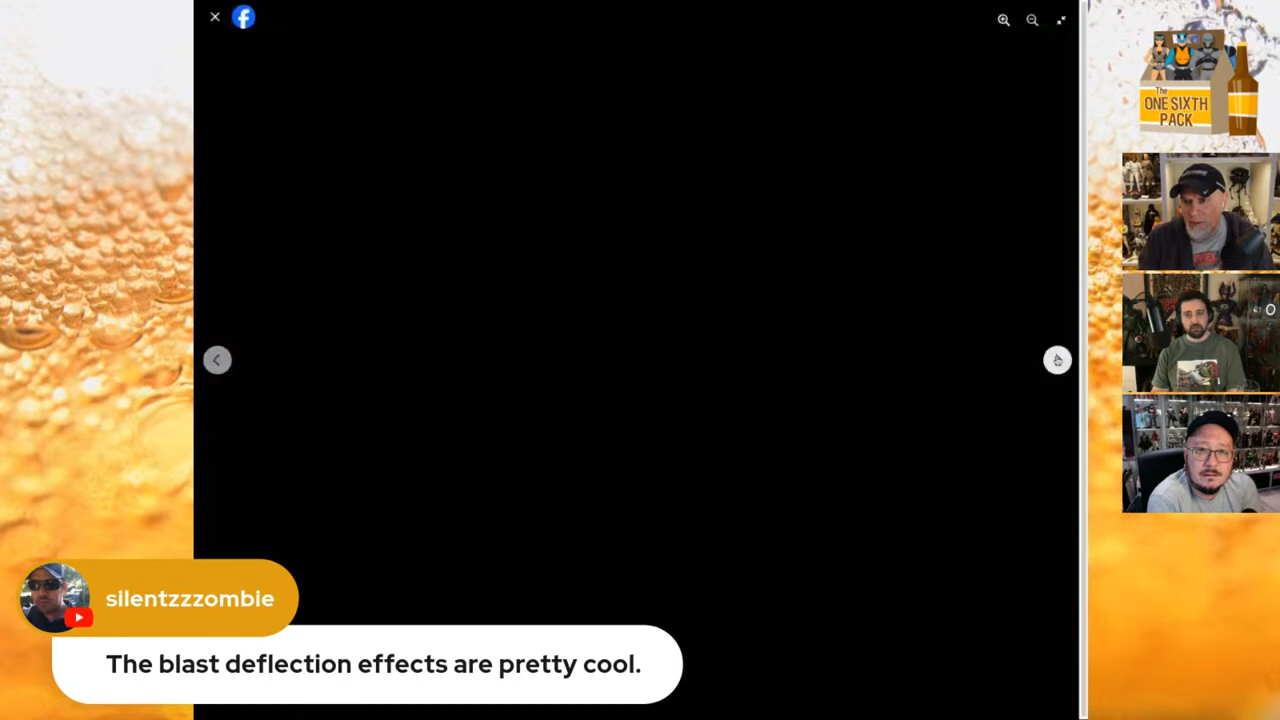 The
ONE SIXTH
PACK
silentzzzombie
The blast deflection effects are pretty cool.